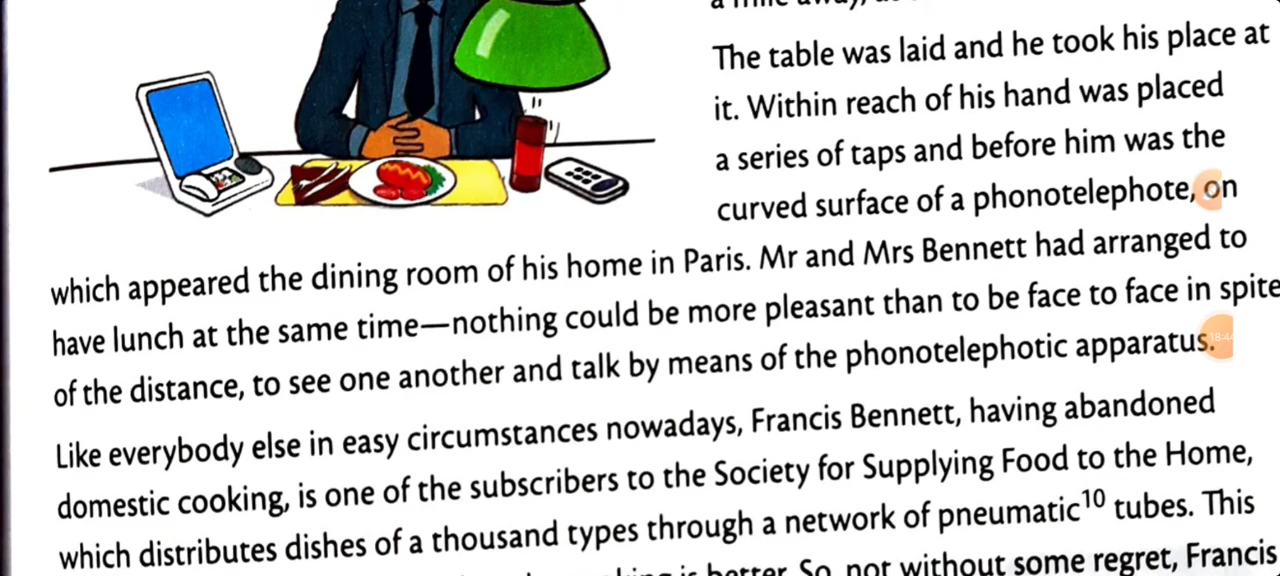 The table was laid and he took his place at
it. Within reach of his hand was placed
a series of taps and before him was the
curved surface of a phonotelephote, on
which appeared the dining room of his home in Paris. Mr and Mrs Bennett had arranged to
have lunch at the same time—nothing could be more pleasant than to be face to face in spite
of the distance, to see one another and talk by means of the phonotelephotic apparatus.
Like everybody else in easy circumstances nowadays, Francis Bennett, having abandoned
domestic cooking, is one of the subscribers to the Society for Supplying Food to the Home,
which distributes dishes of a thousand types through a network of pneumatic¹⁰ tubes. This
is better. So, not without some regret, Francis